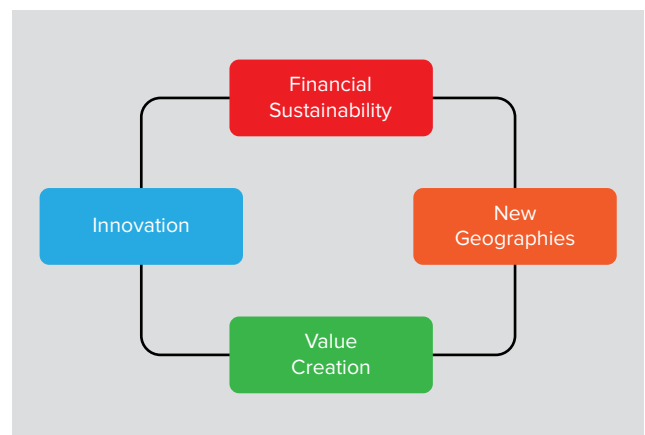 Financial
Sustainability
Innovation
New
Geographies
Value
Creation